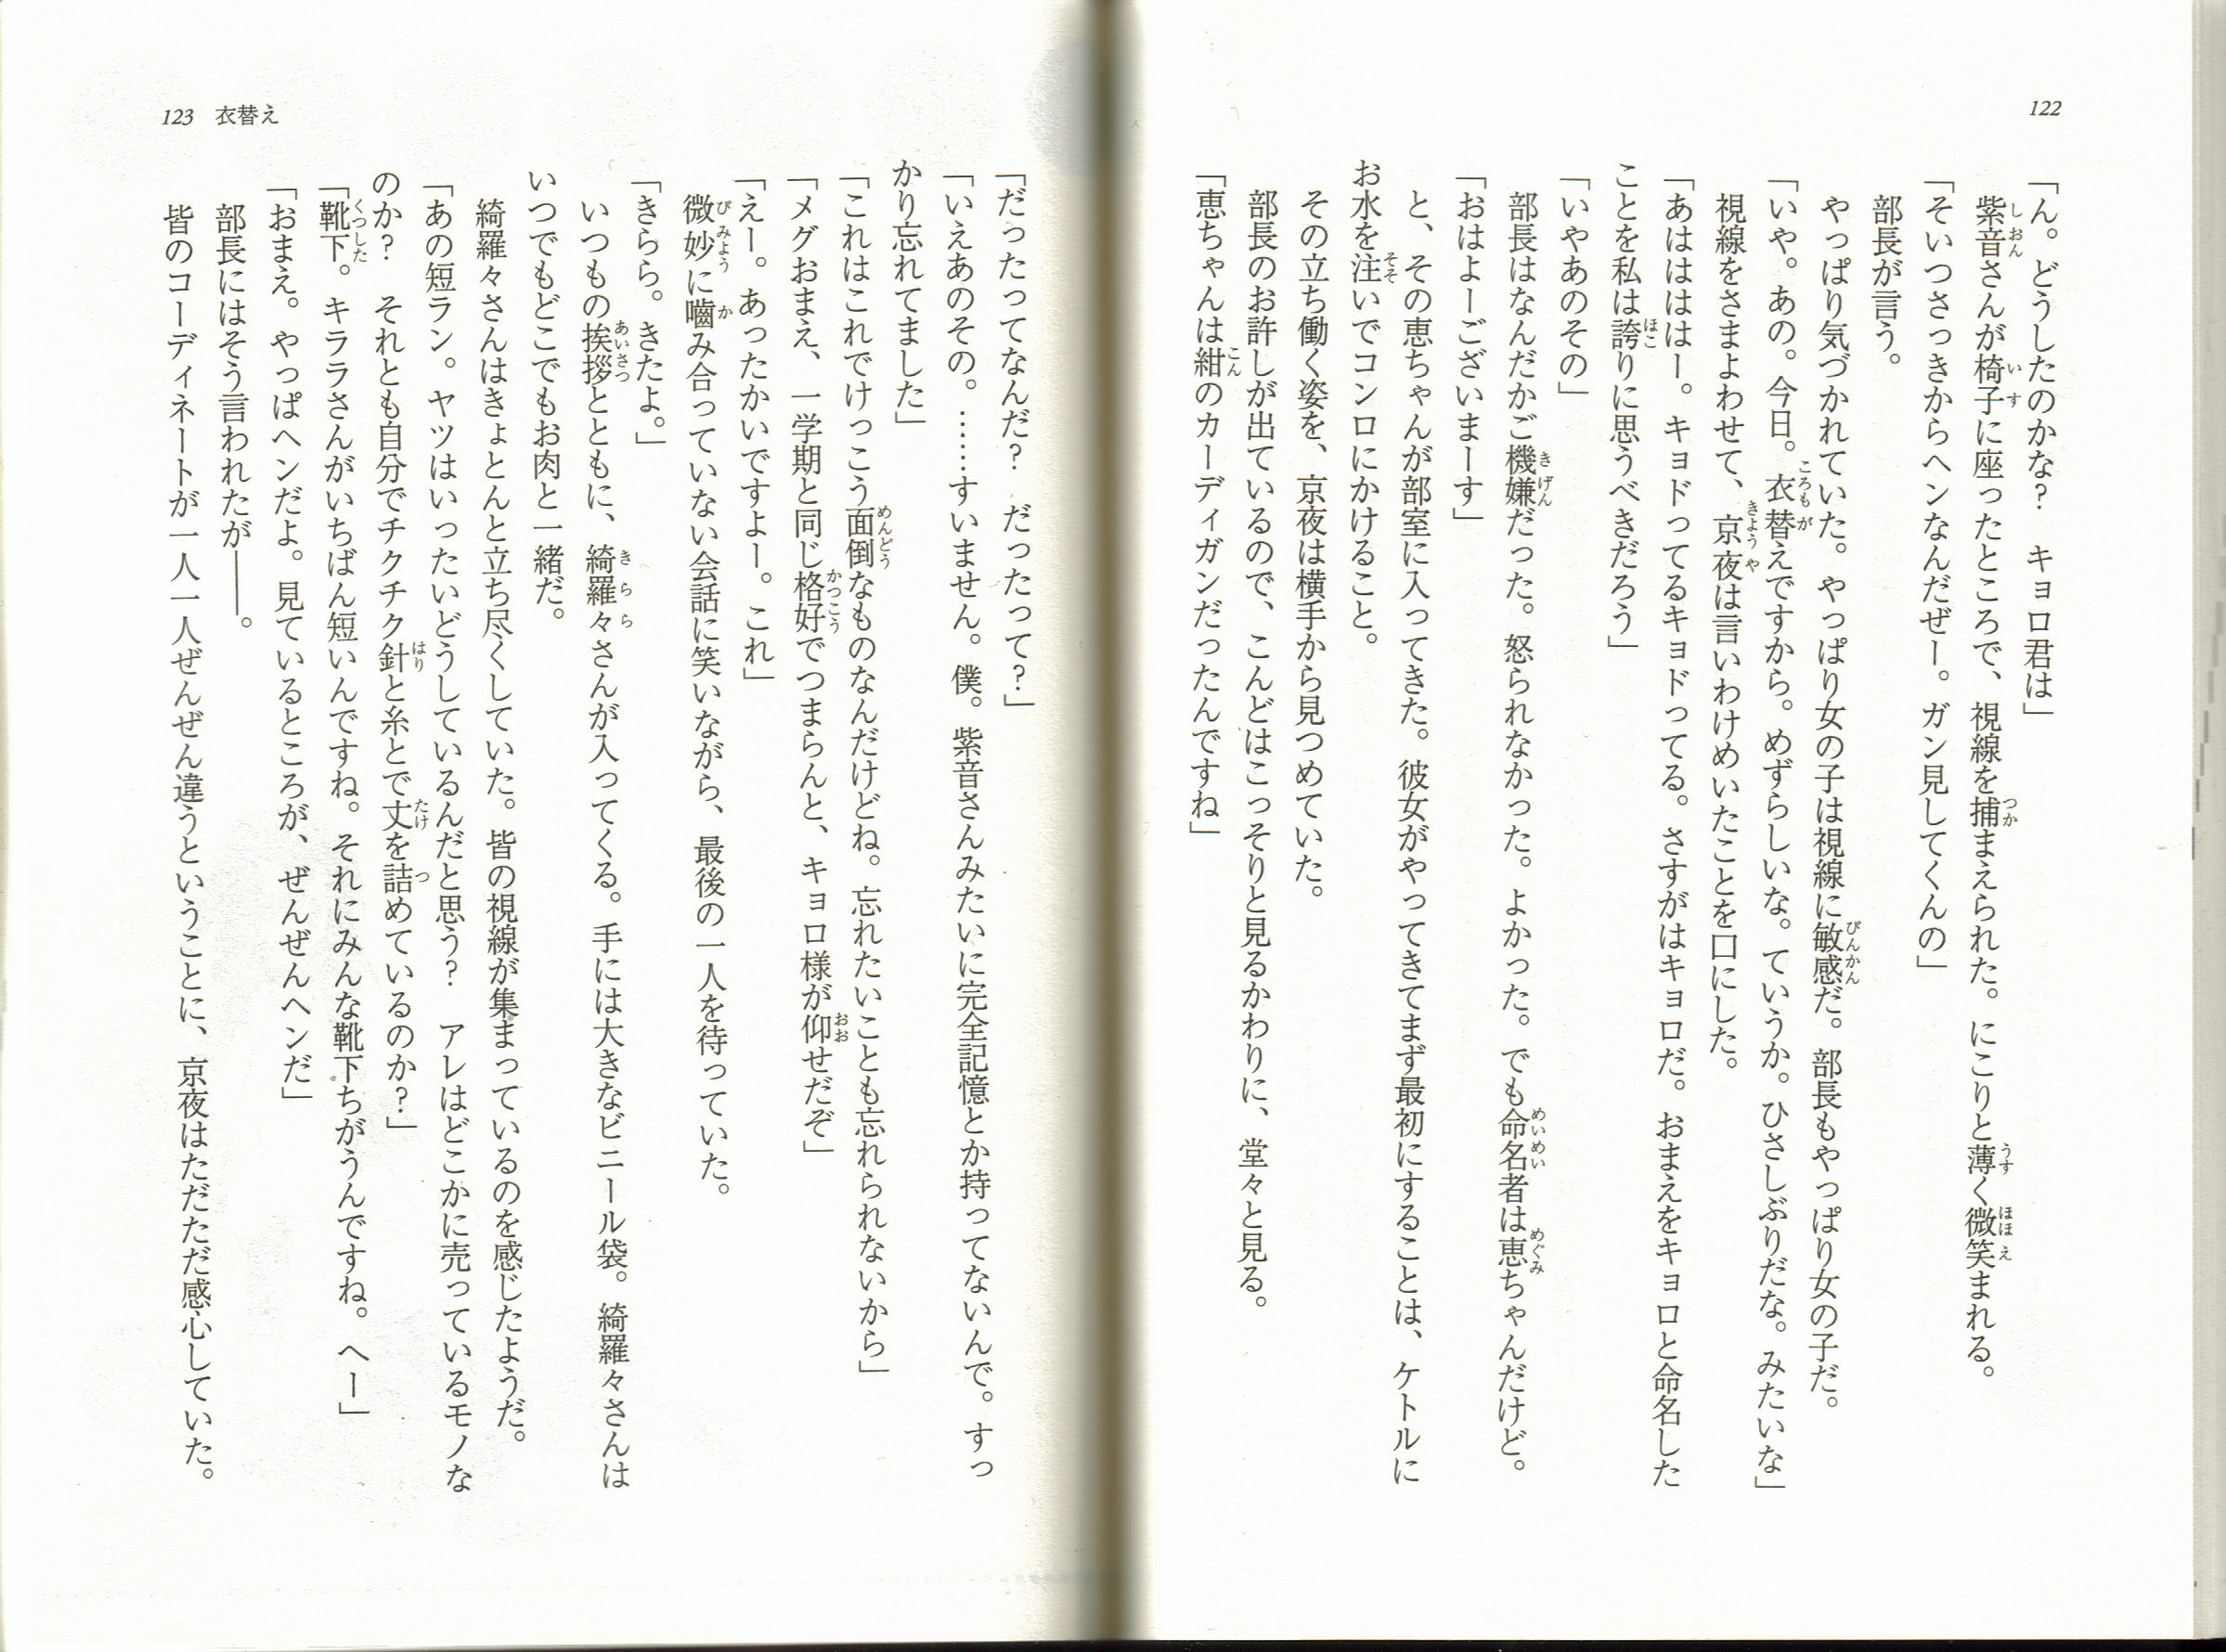 122
「ん。どうしたのかな？　キョロ君は」
紫音さんが椅子に座ったところで、視線を捕まえられた。にこりと薄く微笑まれる。
「そいつさっきからヘンなんだぜー。ガン見してくんの」
部長が言う。
やっぱり気づかれていた。やっぱり女の子は視線に敏感だ。部長もやっぱり女の子だ。
「いや。あの。今日。衣替えですから。めずらしいな。ていうか。ひさしぶりだな。みたいな」
視線をさまよわせて、京夜は言いわけめいたことを口にした。
「あはははー。キョドってるキョドってる。さすがはキョロだ。おまえをキョロと命名した
ことを私は誇りに思うべきだろう」
「いやあのその」
部長はなんだかご機嫌だった。怒られなかった。よかった。でも命名者は恵ちゃんだけど。
「おはよーございまーす」
と、その恵ちゃんが部室に入ってきた。彼女がやってきてまず最初にすることは、ケトルに
お水を注いでコンロにかけること。
その立ち働く姿を、京夜は横手から見つめていた。
部長のお許しが出ているので、こんどはこっそりと見るかわりに、堂々と見る。
「恵ちゃんは紺のカーディガンだったんですね」
123　衣替え
「だったってなんだ？　だったって？」
「いえあのその。……すいません。僕。紫音さんみたいに完全記憶とか持ってないんで。すっ
かり忘れてました」
「これはこれでけっこう面倒なものなんだけどね。忘れたいことも忘れられないから」
「メグおまえ、一学期と同じ格好でつまらんと、キョロ様が仰せだぞ」
「えー。あったかいですよー。これ」
微妙に嚙み合っていない会話に笑いながら、最後の一人を待っていた。
「きらら。きたよ。」
いつもの挨拶とともに、綺羅々さんが入ってくる。手には大きなビニール袋。綺羅々さんは
いつでもどこでもお肉と一緒だ。
綺羅々さんはきょとんと立ち尽くしていた。皆の視線が集まっているのを感じたようだ。
「あの短ラン。ヤツはいったいどうしているんだと思う？　アレはどこかに売っているモノな
のか？　それとも自分でチクチク針と糸とで丈を詰めているのか？」
「靴下。キララさんがいちばん短いんですね。それにみんな靴下ちがうんですね。へー」
「おまえ。やっぱヘンだよ。見ているところが、ぜんぜんヘンだ」
部長にはそう言われたが――。
皆のコーディネートが一人一人ぜんぜん違うということに、京夜はただただ感心していた。